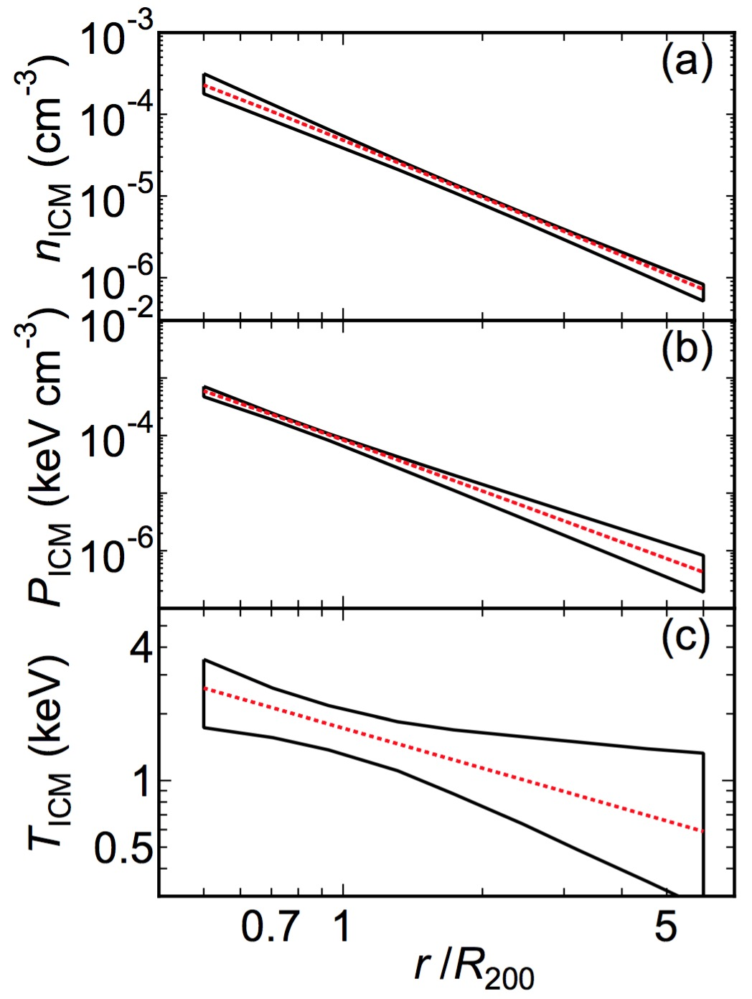 10⁻³
(a)
n_ICM (cm⁻³)
10⁻⁴
10⁻⁵
10⁻⁶
10⁻²
(b)
P_ICM (keV cm⁻³)
10⁻⁴
10⁻⁶
(c)
T_ICM (keV)
4
1
0.5
0.7 1 5
r /R₂₀₀